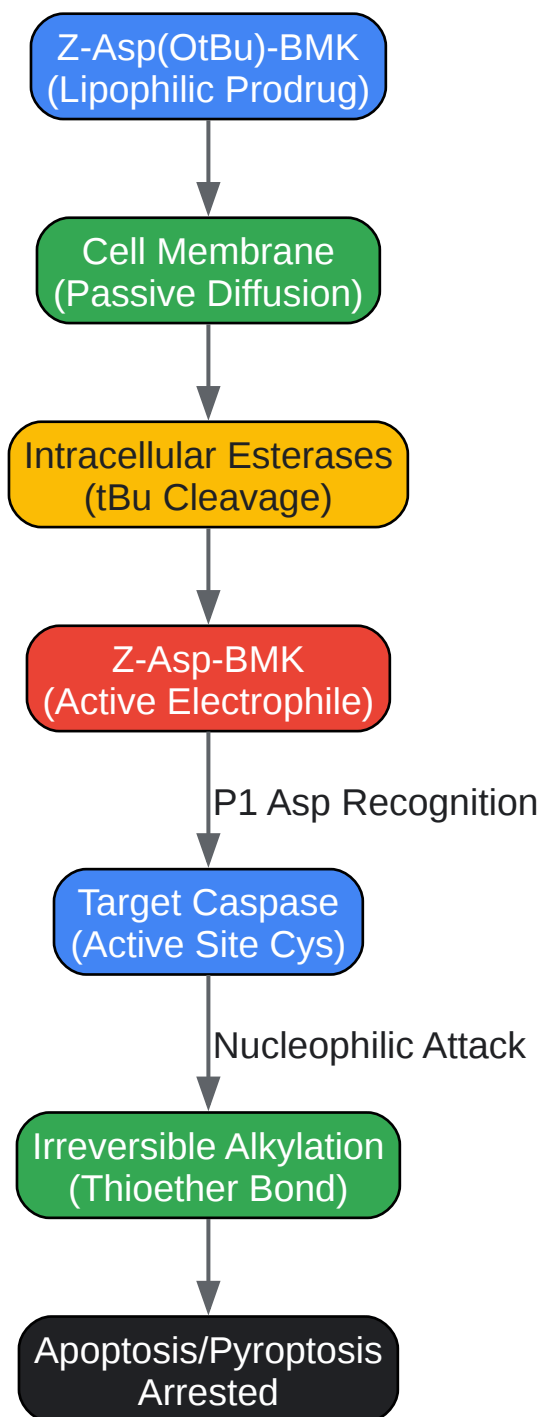 Z-Asp(OtBu)-BMK
(Lipophilic Prodrug)
Cell Membrane
(Passive Diffusion)
Intracellular Esterases
(tBu Cleavage)
Z-Asp-BMK
(Active Electrophile)
P1 Asp Recognition
Target Caspase
(Active Site Cys)
Nucleophilic Attack
Irreversible Alkylation
(Thioether Bond)
Apoptosis/Pyroptosis
Arrested